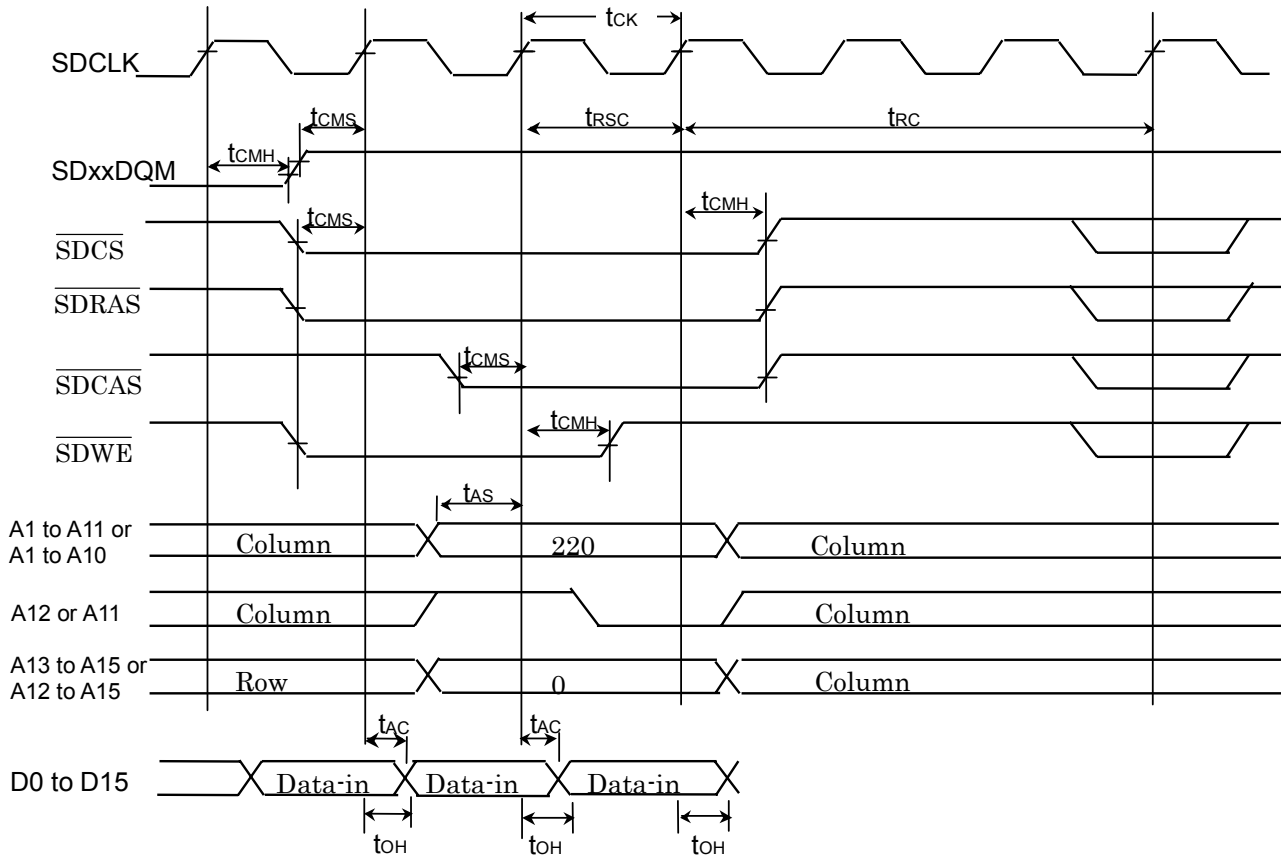 tCK
SDCLK
tCMS
tRSC
tRC
tCMH
SDxxDQM
tCMS
tCMH
SDCS
SDRAS
tCMS
SDCAS
tCMH
SDWE
tAS
A1 to A11 or
A1 to A10
Column
220
Column
A12 or A11
Column
Column
A13 to A15 or
A12 to A15
Row
0
Column
tAC
tAC
D0 to D15
Data-in
Data-in
Data-in
tOH
tOH
tOH